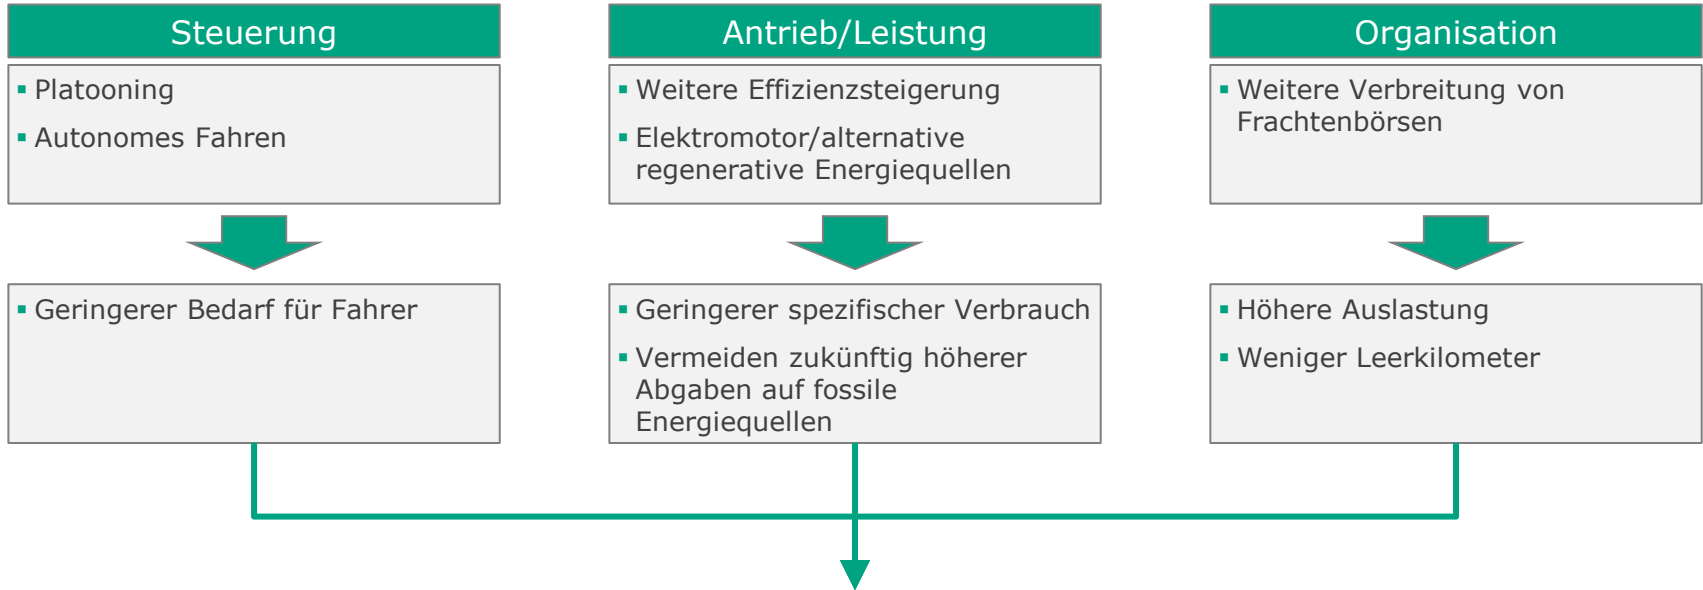 Steuerung
▪ Platooning
▪ Autonomes Fahren
▪ Geringerer Bedarf für Fahrer
Antrieb/Leistung
▪ Weitere Effizienzsteigerung
▪ Elektromotor/alternative
regenerative Energiequellen
▪ Geringerer spezifischer Verbrauch
▪ Vermeiden zukünftig höherer
Abgaben auf fossile
Energiequellen
Organisation
▪ Weitere Verbreitung von
Frachtenbörsen
▪ Höhere Auslastung
▪ Weniger Leerkilometer